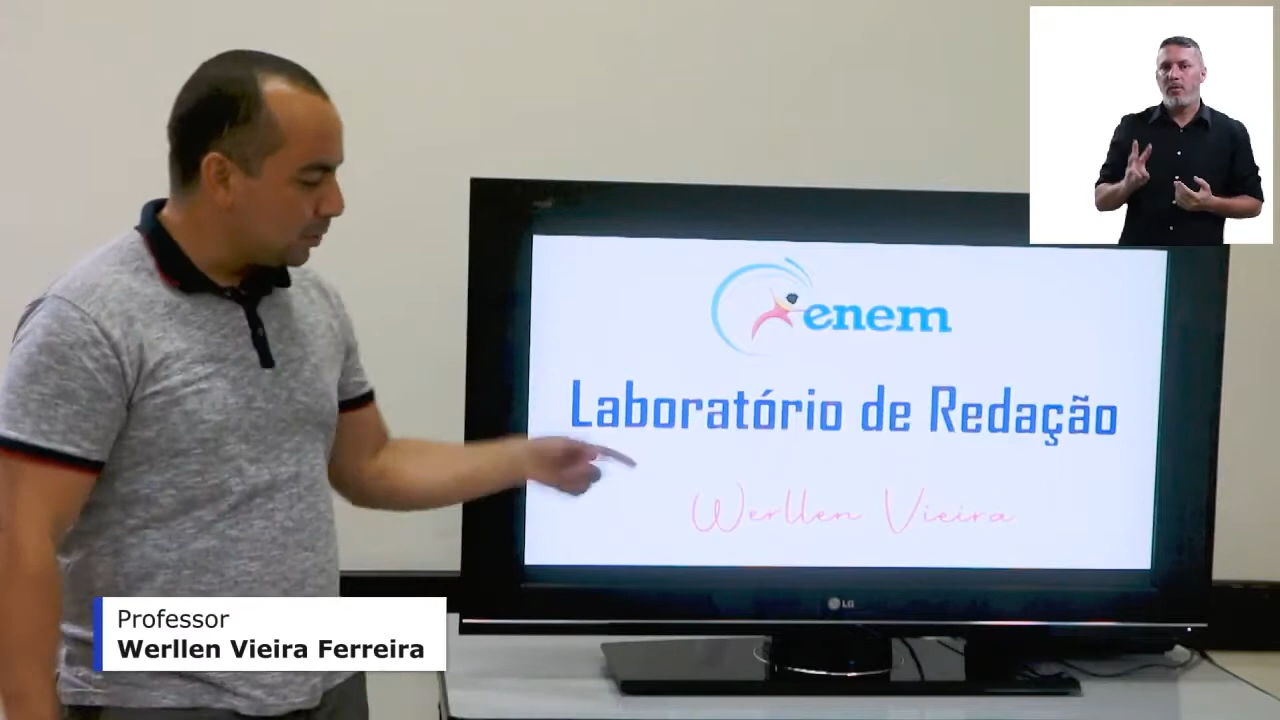 enem
Laboratório de Redação
Werllen Vieira
LG
Professor
Werllen Vieira Ferreira